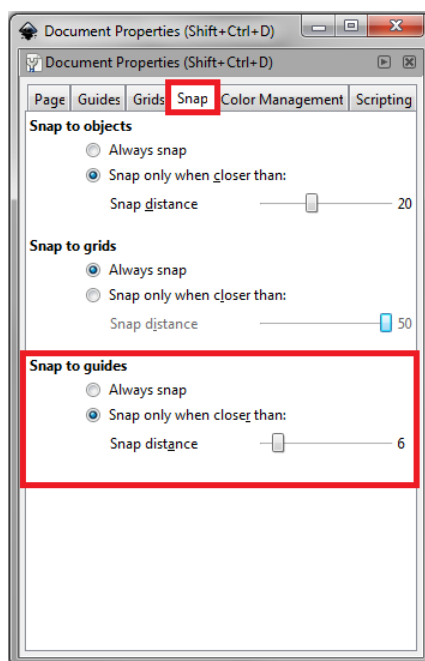 Document Properties (Shift+Ctrl+D)
Document Properties (Shift+Ctrl+D)
Page Guides Grids Snap Color Management Scripting
Snap to objects
Always snap
Snap only when closer than:
Snap distance 20
Snap to grids
Always snap
Snap only when closer than:
Snap distance 50
Snap to guides
Always snap
Snap only when closer than:
Snap distance 6